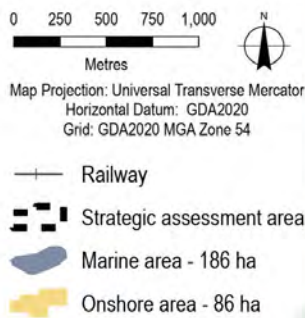 0 250 500 750 1,000
N
Metres
Map Projection: Universal Transverse Mercator
Horizontal Datum: GDA2020
Grid: GDA2020 MGA Zone 54
Railway
Strategic assessment area
Marine area - 186 ha
Onshore area - 86 ha